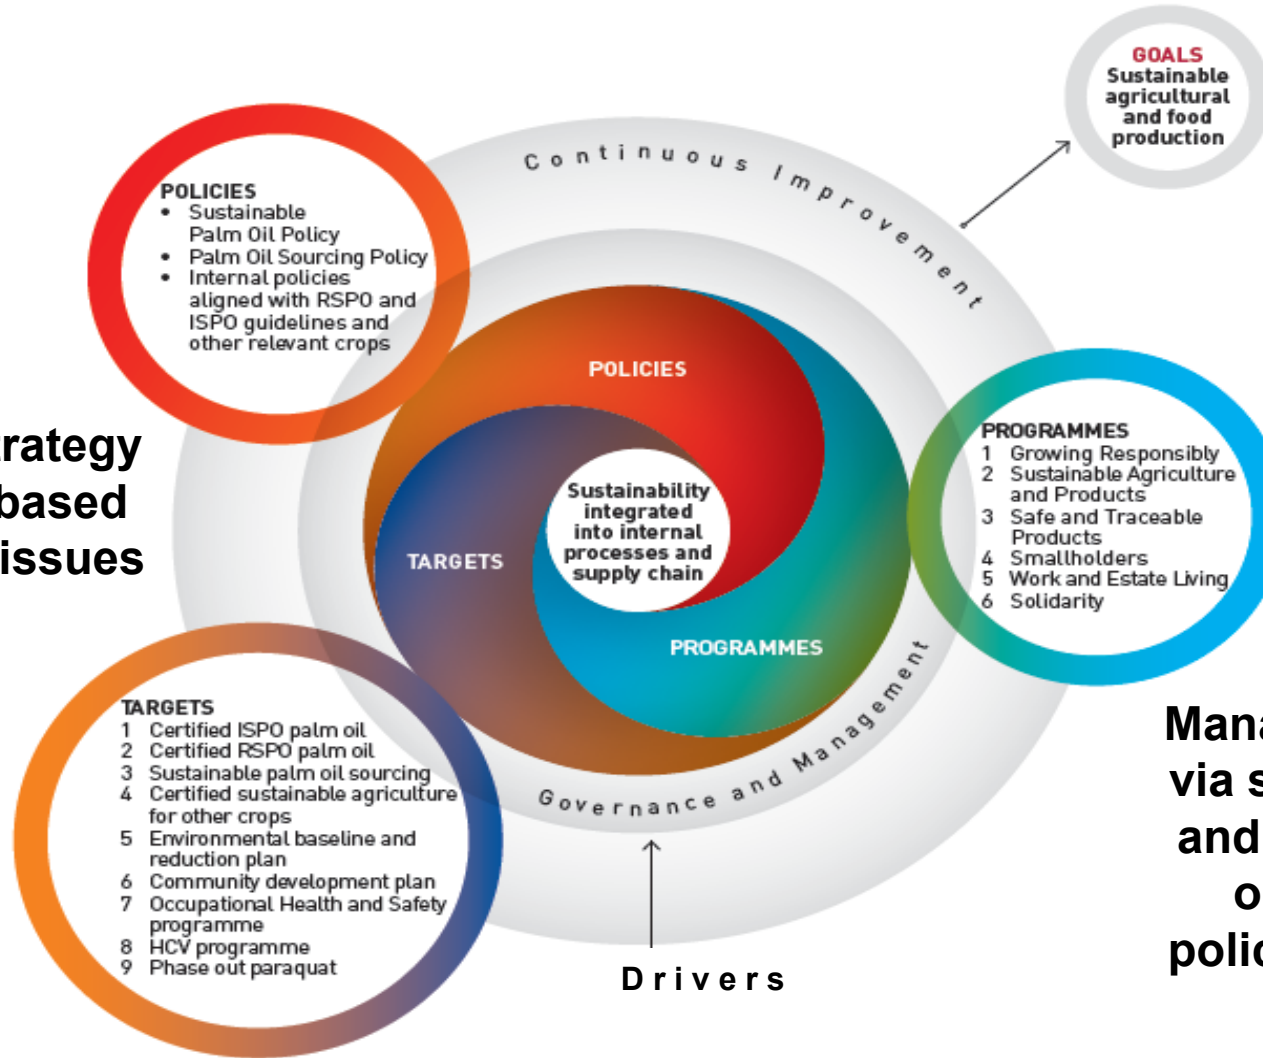 GOALS
Sustainable
agricultural
and food
production
Continuous Improvement
POLICIES
• Sustainable
Palm Oil Policy
• Palm Oil Sourcing Policy
• Internal policies
aligned with RSPO and
ISPO guidelines and
other relevant crops
POLICIES
based
issues
Sustainability
integrated
into internal
processes and
supply chain
TARGETS
PROGRAMMES
PROGRAMMES
1 Growing Responsibly
2 Sustainable Agriculture
and Products
3 Safe and Traceable
Products
4 Smallholders
5 Work and Estate Living
6 Solidarity
Governance and Management
TARGETS
1 Certified ISPO palm oil
2 Certified RSPO palm oil
3 Sustainable palm oil sourcing
4 Certified sustainable agriculture
for other crops
5 Environmental baseline and
reduction plan
6 Community development plan
7 Occupational Health and Safety
programme
8 HCV programme
9 Phase out paraquat
via
and
Drivers